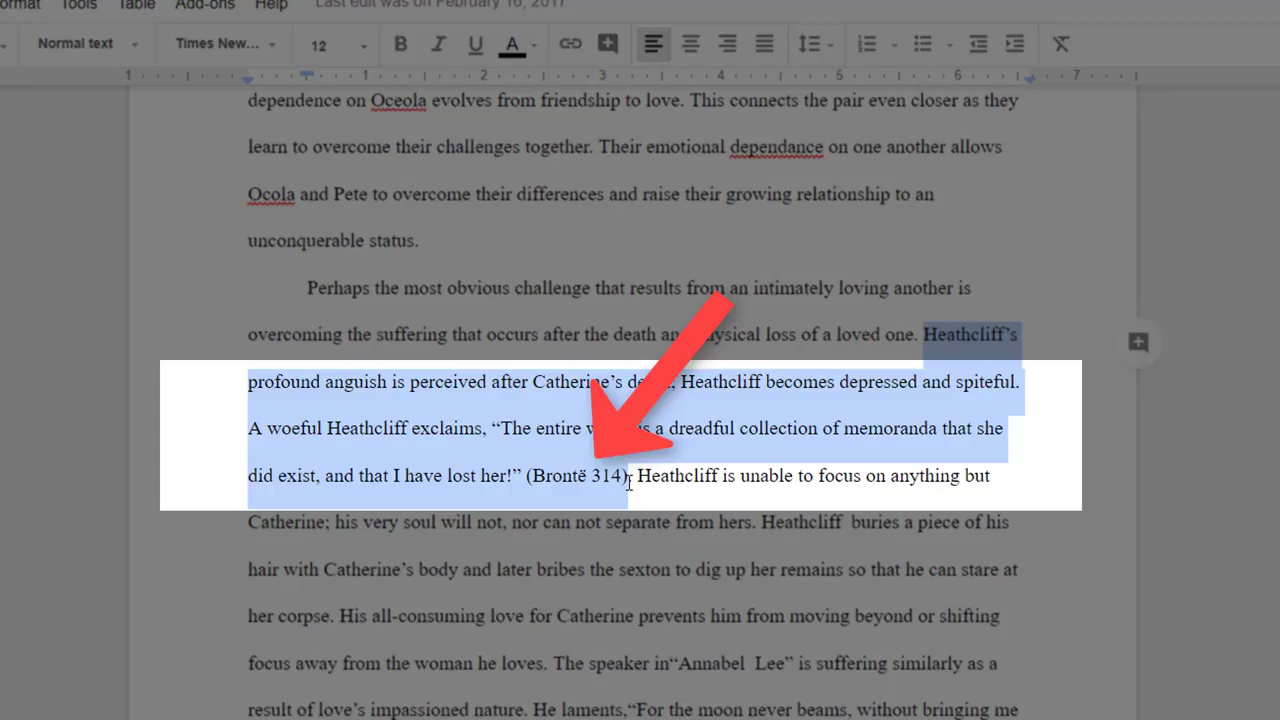 Format Tools Table Add-ons Help Last edit was on February 16, 2017
Normal text Times New... 12 B I U A
1 1 2 3 4 5 6 7
dependence on Oceola evolves from friendship to love. This connects the pair even closer as they
learn to overcome their challenges together. Their emotional dependance on one another allows
Ocola and Pete to overcome their differences and raise their growing relationship to an
unconquerable status.
Perhaps the most obvious challenge that results from an intimately loving another is
overcoming the suffering that occurs after the death and physical loss of a loved one. Heathcliff’s
profound anguish is perceived after Catherine’s death, Heathcliff becomes depressed and spiteful.
A woeful Heathcliff exclaims, “The entire is a dreadful collection of memoranda that she
did exist, and that I have lost her!” (Brontë 314). Heathcliff is unable to focus on anything but
Catherine; his very soul will not, nor can not separate from hers. Heathcliff  buries a piece of his
hair with Catherine’s body and later bribes the sexton to dig up her remains so that he can stare at
her corpse. His all-consuming love for Catherine prevents him from moving beyond or shifting
focus away from the woman he loves. The speaker in“Annabel  Lee” is suffering similarly as a
result of love’s impassioned nature. He laments,“For the moon never beams, without bringing me